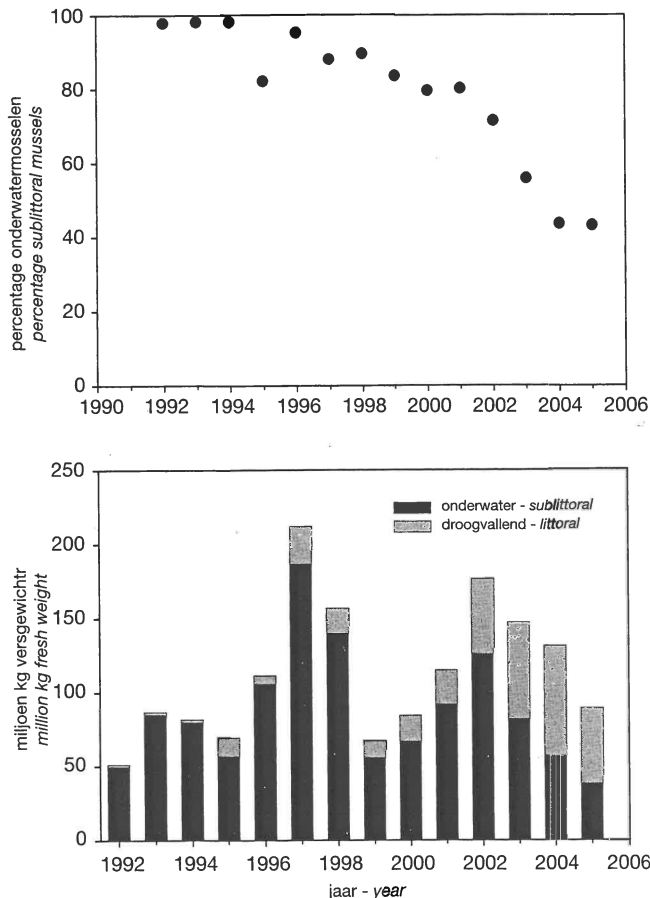 100
80
60
40
20
0
percentage onderwatermosselen
percentage sublittoral mussels
1990 1992 1994 1996 1998 2000 2002 2004 2006
250
200
150
100
50
0
miljoen kg versgewichtr
million kg fresh weight
onderwater - sublittoral
droogvallend - littoral
1992 1994 1996 1998 2000 2002 2004 2006
jaar - year